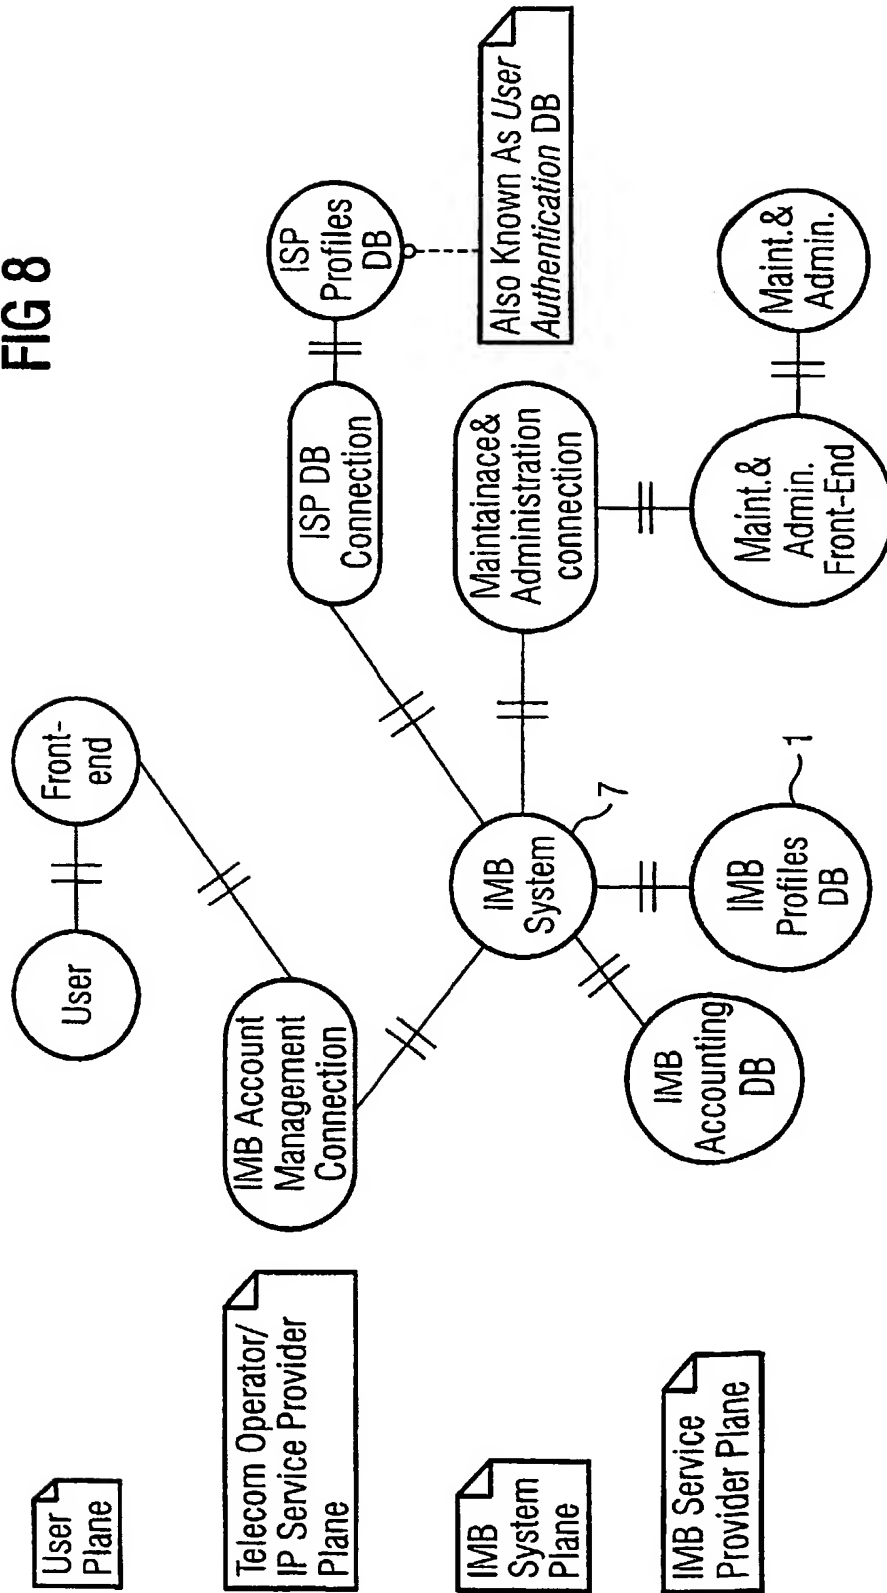 FIG 8
User
Plane
User
Front-
end
Telecom Operator/
IP Service Provider
Plane
IMB Account
Management
Connection
ISP DB
Connection
ISP
Profiles
DB
Also Known As User
Authentication DB
IMB
System
Plane
IMB
System
7
Maintainace&
Administration
connection
IMB Service
Provider Plane
IMB
Accounting
DB
IMB
Profiles
DB
1
Maint.&
Admin.
Front-End
Maint.&
Admin.